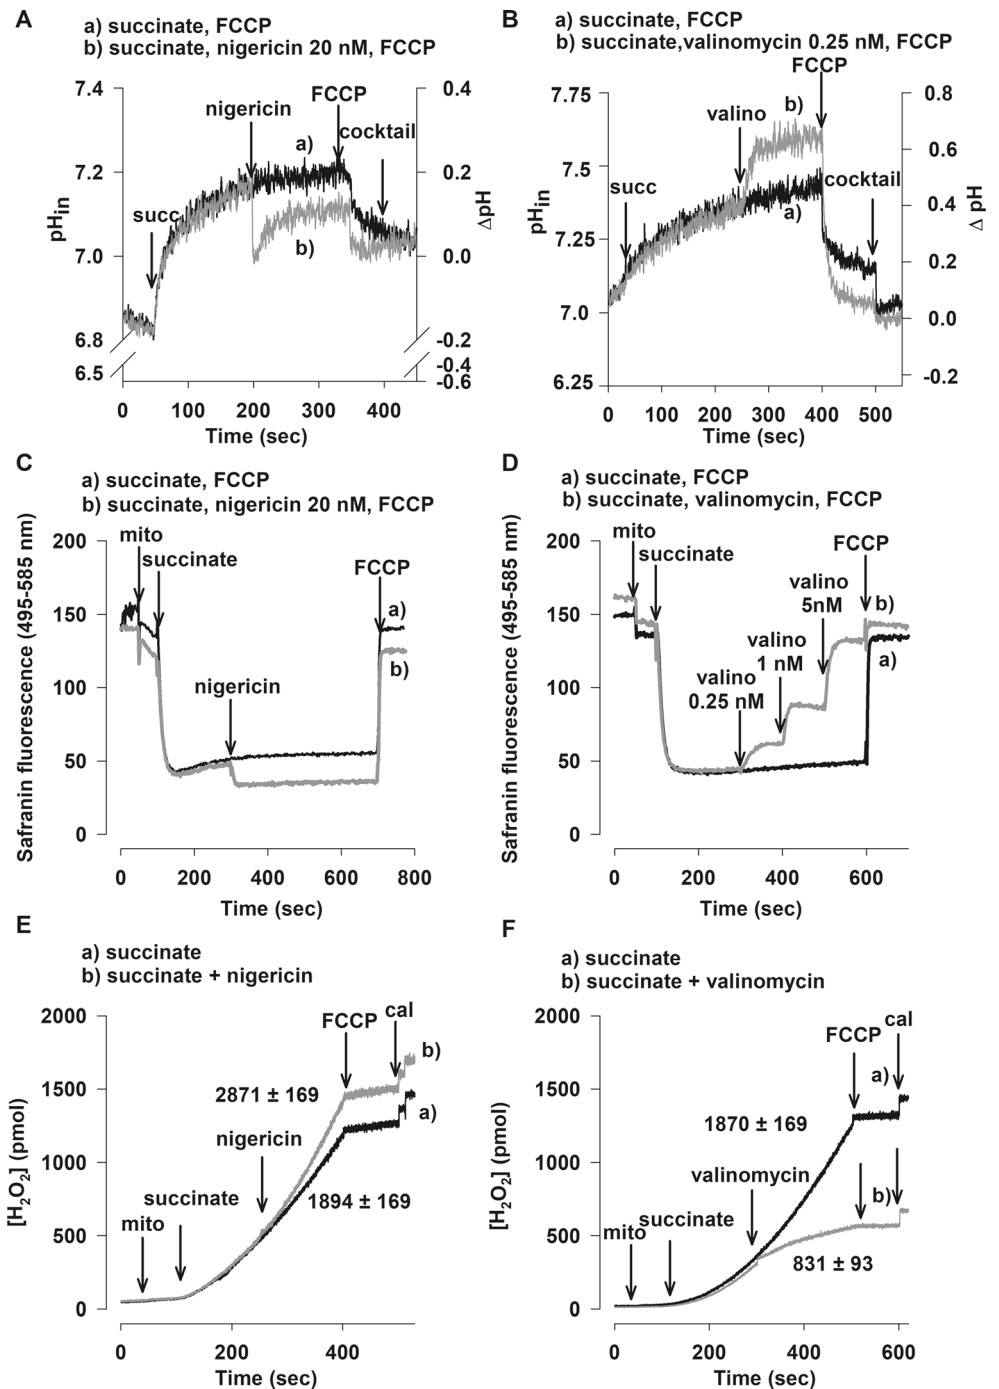 A
a) succinate, FCCP
b) succinate, nigericin 20 nM, FCCP
7.4
7.2
7.0
6.8
6.5
pHin
0.4
0.2
0.0
-0.2
-0.4
-0.6
Δ pH
succ
nigericin
FCCP
cocktail
a)
b)
0 100 200 300 400
Time (sec)
B
a) succinate, FCCP
b) succinate,valinomycin 0.25 nM, FCCP
7.75
7.5
7.25
7.0
6.25
pHin
0.8
0.6
0.4
0.2
0.0
-0.2
Δ pH
succ
valino
FCCP
cocktail
b)
a)
0 100 200 300 400 500
Time (sec)
C
a) succinate, FCCP
b) succinate, nigericin 20 nM, FCCP
Safranin fluorescence (495-585 nm)
200
150
100
50
0
mito
succinate
nigericin
FCCP
a)
b)
0 200 400 600 800
Time (sec)
D
a) succinate, FCCP
b) succinate, valinomycin, FCCP
Safranin fluorescence (495-585 nm)
200
150
100
50
0
mito
succinate
valino
0.25 nM
valino
1 nM
valino
5nM
FCCP
b)
a)
0 200 400 600
Time (sec)
E
a) succinate
b) succinate + nigericin
[H₂O₂] (pmol)
2000
1500
1000
500
0
mito
succinate
nigericin
FCCP
cal
b)
a)
2871 ± 169
1894 ± 169
0 200 400
Time (sec)
F
a) succinate
b) succinate + valinomycin
[H₂O₂] (pmol)
2000
1500
1000
500
0
mito
succinate
valinomycin
FCCP
cal
a)
b)
1870 ± 169
831 ± 93
0 200 400 600
Time (sec)